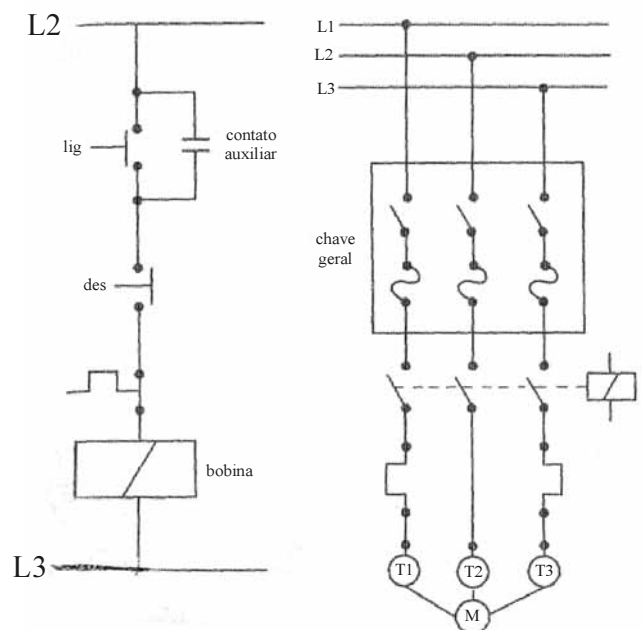 L2
lig
contato
auxiliar
des
bobina
L3
L1
L2
L3
chave
geral
T1
T2
T3
M